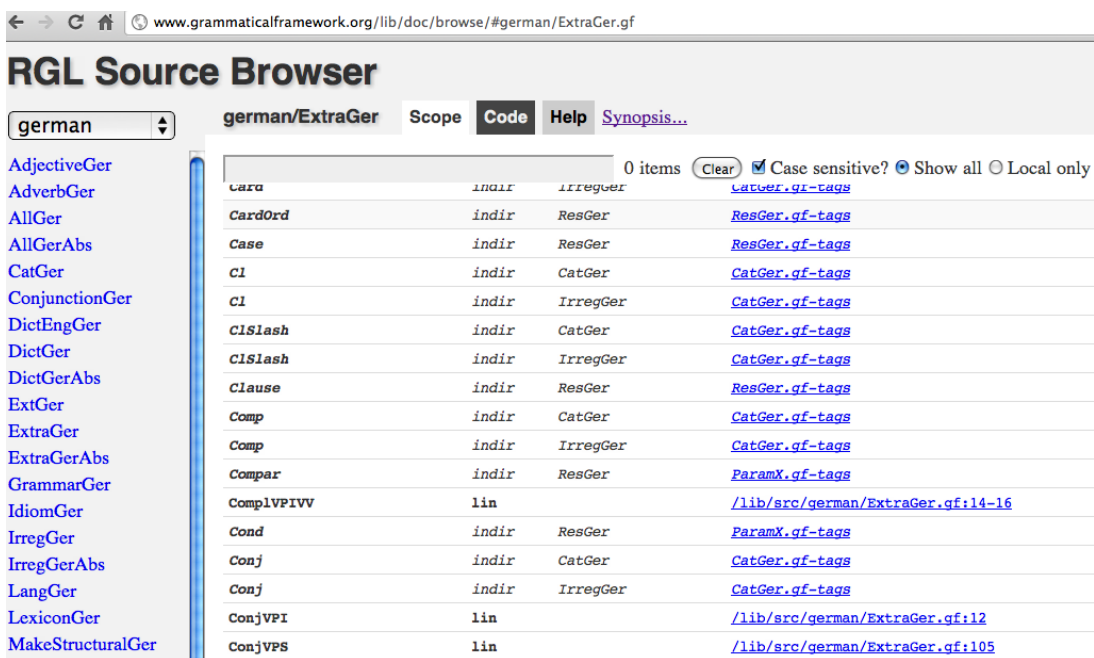 www.grammaticalframework.org/lib/doc/browse/#german/ExtraGer.gf
RGL Source Browser
german
german/ExtraGer Scope Code Help Synopsis...
0 items Clear Case sensitive? Show all Local only
AdjectiveGer
AdverbGer
AllGer
AllGerAbs
CatGer
ConjunctionGer
DictEngGer
DictGer
DictGerAbs
ExtGer
ExtraGer
ExtraGerAbs
GrammarGer
IdiomGer
IrregGer
IrregGerAbs
LangGer
LexiconGer
MakeStructuralGer
Card indir IrregGer CatGer.gf-tags
CardOrd indir ResGer ResGer.gf-tags
Case indir ResGer ResGer.gf-tags
Cl indir CatGer CatGer.gf-tags
Cl indir IrregGer CatGer.gf-tags
ClSlash indir CatGer CatGer.gf-tags
ClSlash indir IrregGer CatGer.gf-tags
Clause indir ResGer ResGer.gf-tags
Comp indir CatGer CatGer.gf-tags
Comp indir IrregGer CatGer.gf-tags
Compar indir ResGer ParamX.gf-tags
ComplVPIVV lin /lib/src/german/ExtraGer.gf:14-16
Cond indir ResGer ParamX.gf-tags
Conj indir CatGer CatGer.gf-tags
Conj indir IrregGer CatGer.gf-tags
ConjVPI lin /lib/src/german/ExtraGer.gf:12
ConjVPS lin /lib/src/german/ExtraGer.gf:105